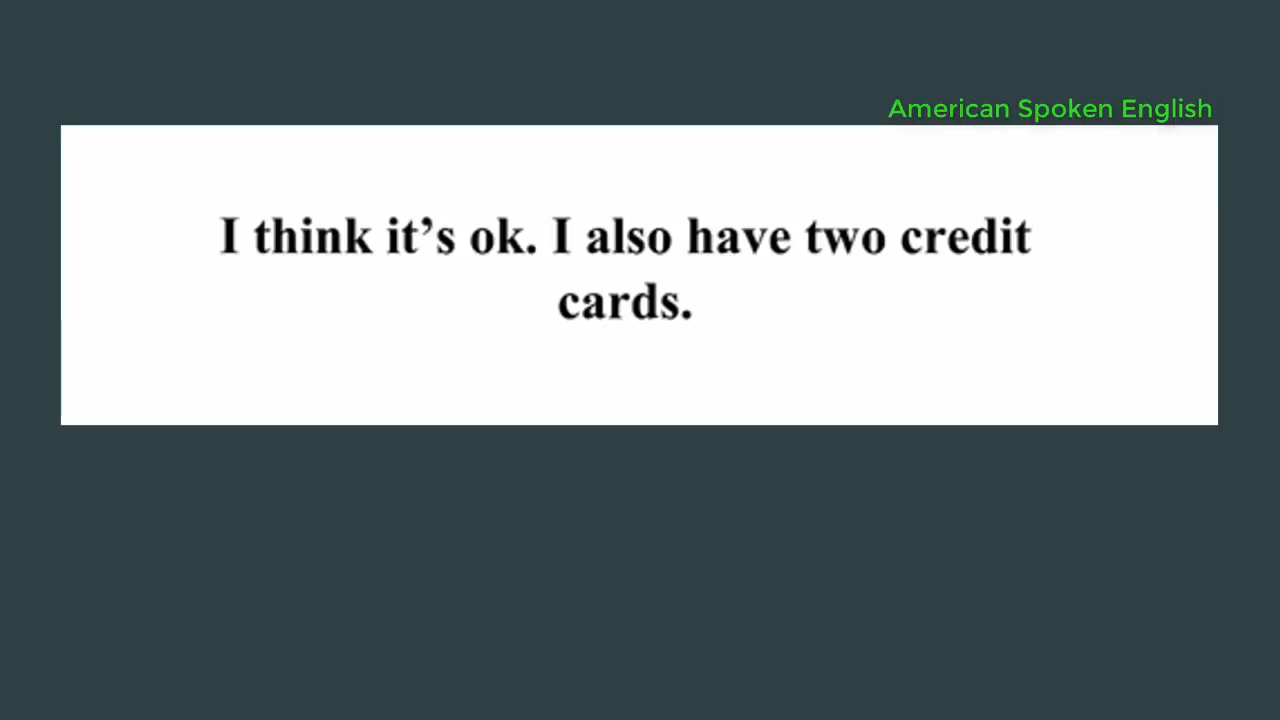 American Spoken English
I think it’s ok. I also have two credit
cards.